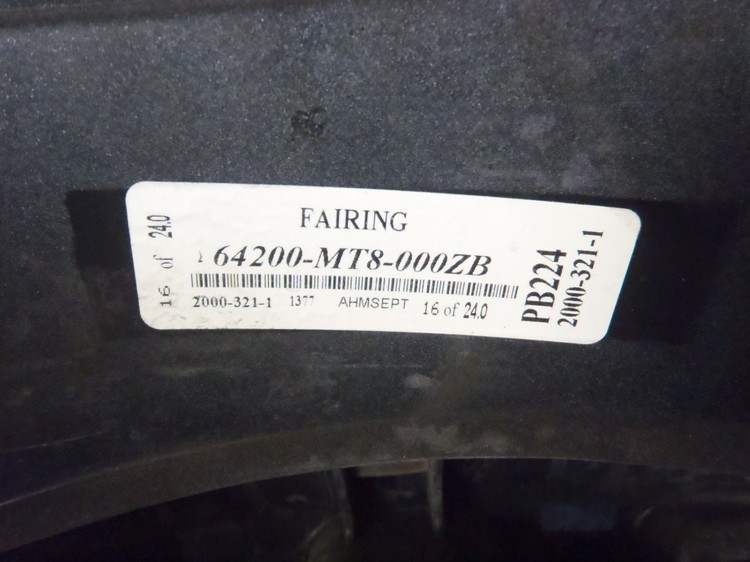 FAIRING
1 64200-MT8-000ZB
2000-321-1 1377 AHMSEPT 16 of 24.0
16 of 24.0
PB224
2000-321-1